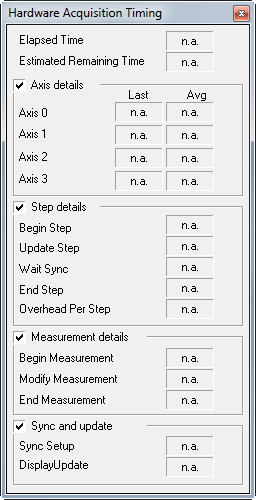 Hardware Acquisition Timing
Elapsed Time n.a.
Estimated Remaining Time n.a.
Axis details
Last Avg
Axis 0 n.a. n.a.
Axis 1 n.a. n.a.
Axis 2 n.a. n.a.
Axis 3 n.a. n.a.
Step details
Begin Step n.a.
Update Step n.a.
Wait Sync n.a.
End Step n.a.
Overhead Per Step n.a.
Measurement details
Begin Measurement n.a.
Modify Measurement n.a.
End Measurement n.a.
Sync and update
Sync Setup n.a.
DisplayUpdate n.a.